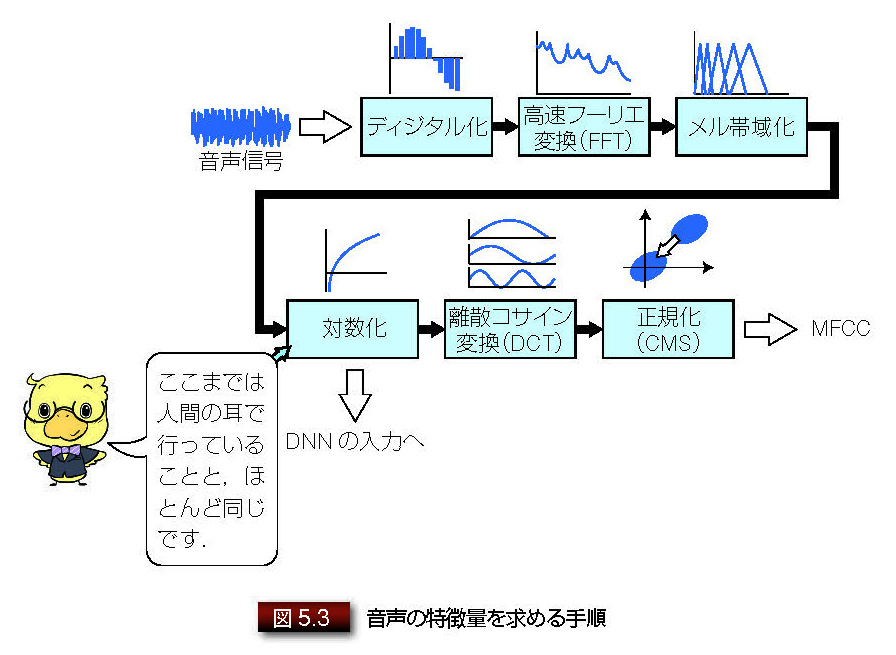 音声信号
ディジタル化
高速フーリエ
変換(FFT)
メル帯域化
対数化
離散コサイン
変換(DCT)
正規化
(CMS)
MFCC
DNNの入力へ
ここまでは
人間の耳で
行っている
ことと，ほ
とんど同じ
です．
図5.3 音声の特徴量を求める手順